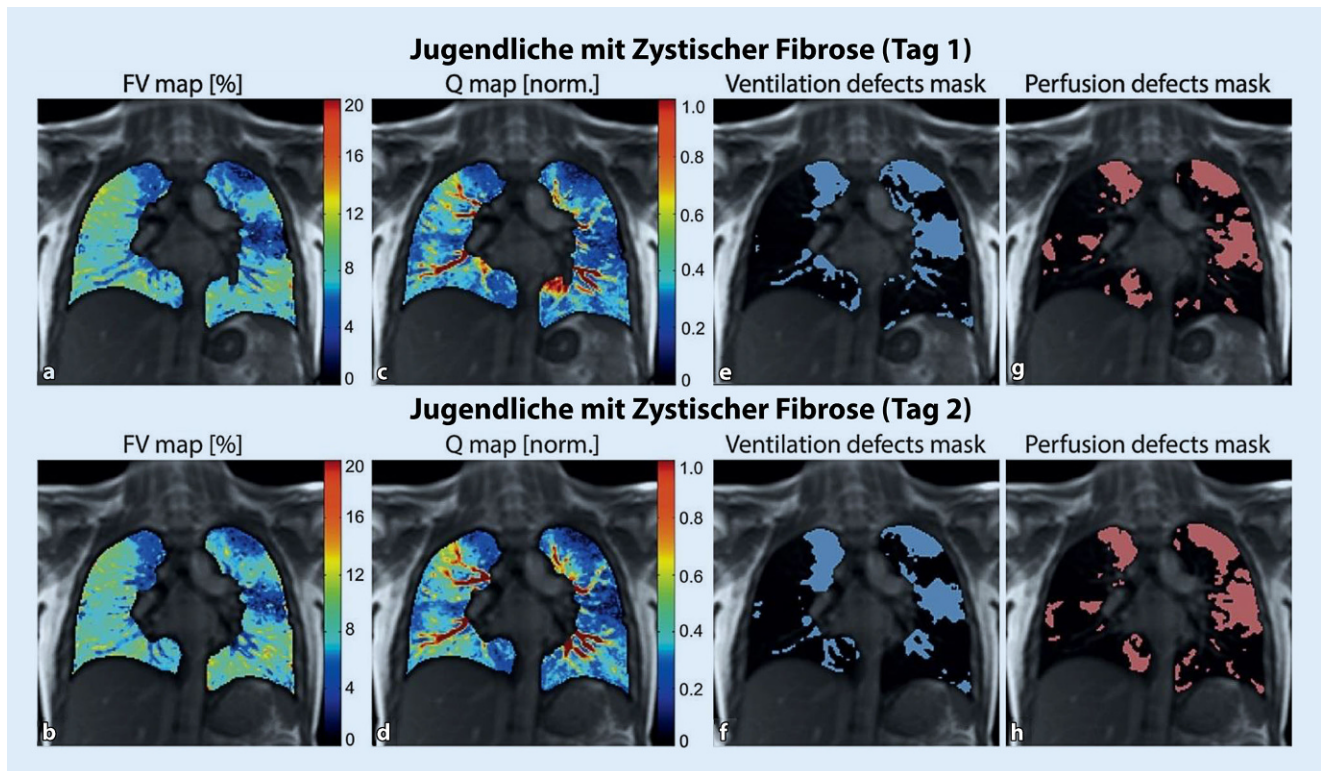 Jugendliche mit Zystischer Fibrose (Tag 1)
FV map [%]
Q map [norm.]
Ventilation defects mask
Perfusion defects mask
20
16
12
8
4
0
1.0
0.8
0.6
0.4
0.2
0
a
c
e
g
Jugendliche mit Zystischer Fibrose (Tag 2)
FV map [%]
Q map [norm.]
Ventilation defects mask
Perfusion defects mask
20
16
12
8
4
0
1.0
0.8
0.6
0.4
0.2
0
b
d
f
h